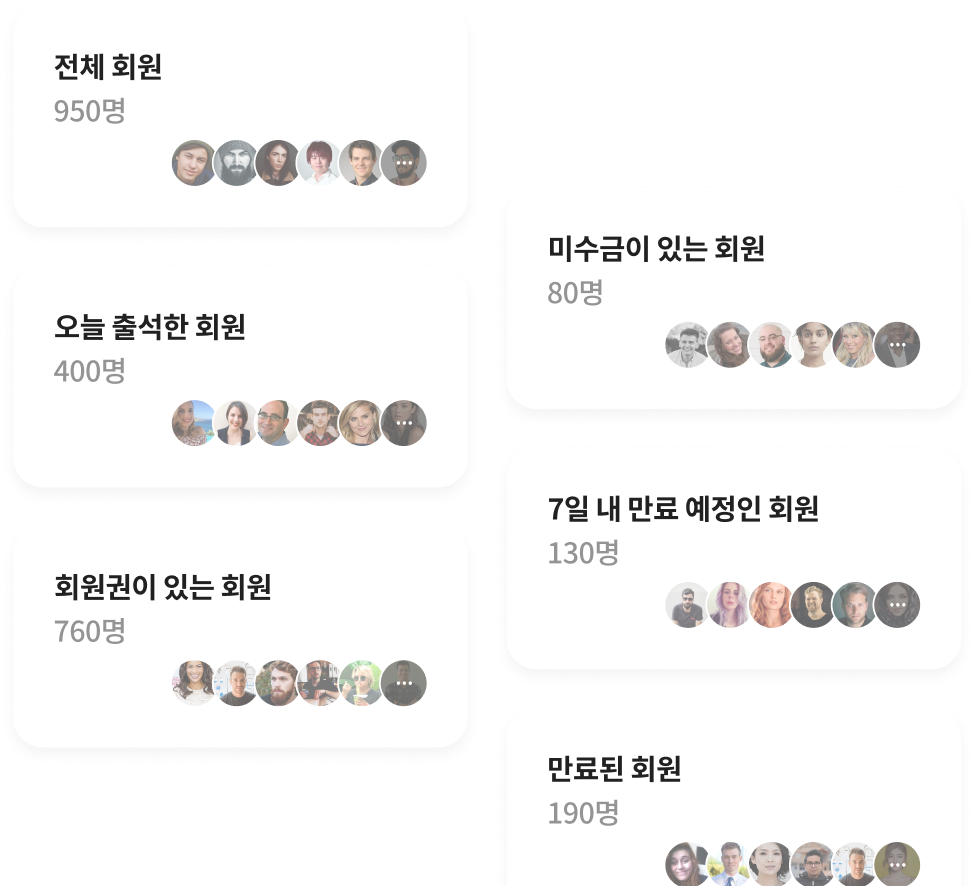 전체 회원
950명
오늘 출석한 회원
400명
회원권이 있는 회원
760명
미수금이 있는 회원
80명
7일 내 만료 예정인 회원
130명
만료된 회원
190명